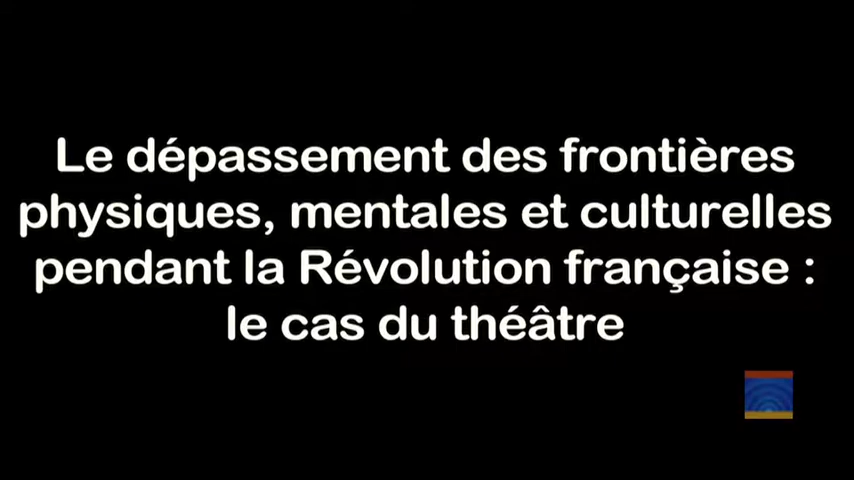 Le dépassement des frontières
physiques, mentales et culturelles
pendant la Révolution française :
le cas du théâtre